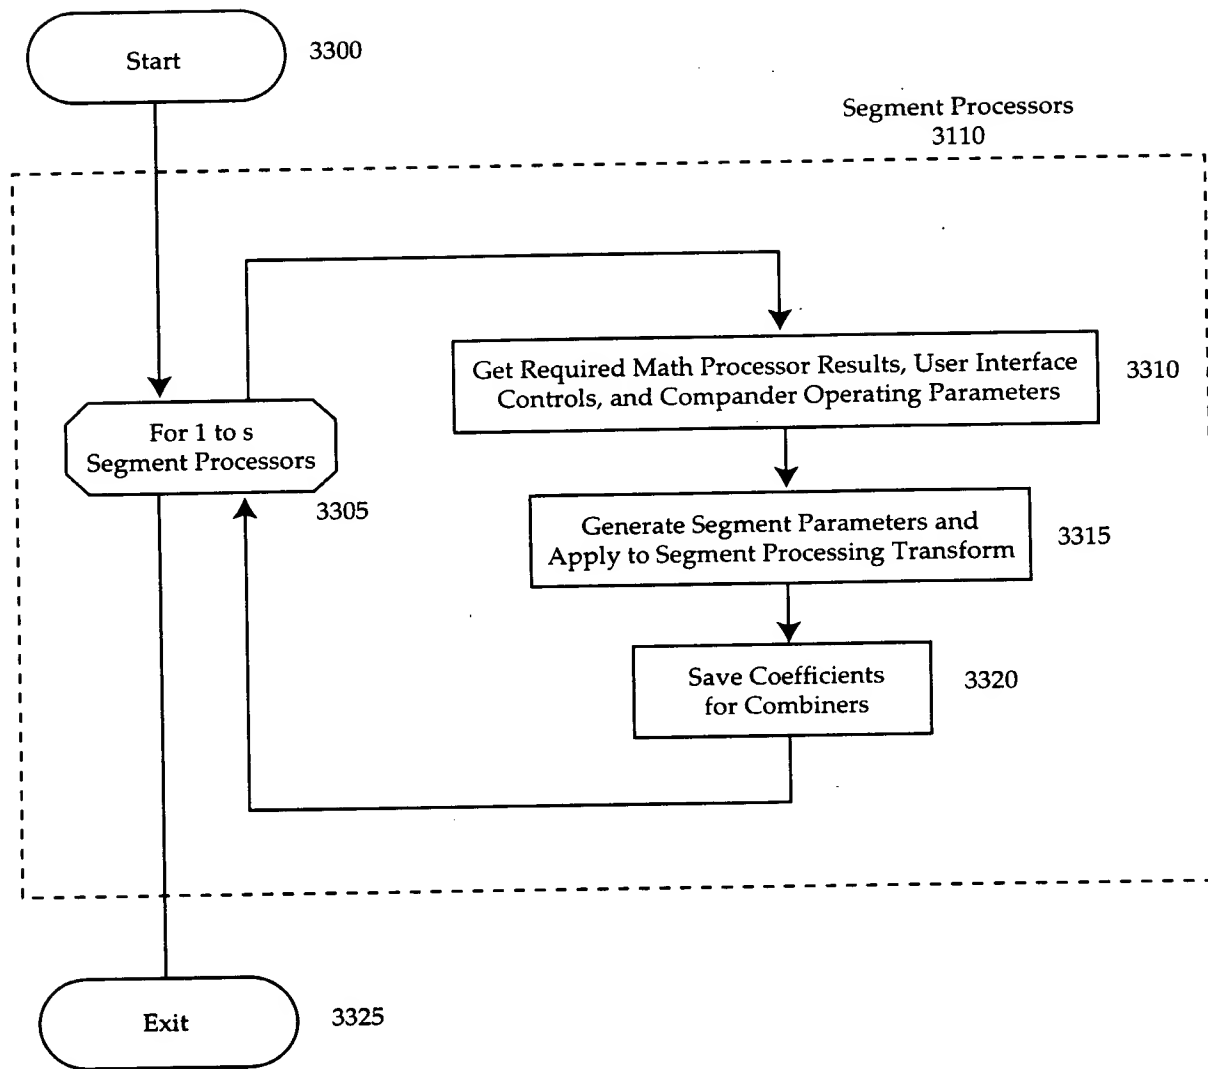 Start
3300
Segment Processors
3110
For 1 to s
Segment Processors
3305
Get Required Math Processor Results, User Interface
Controls, and Compander Operating Parameters
3310
Generate Segment Parameters and
Apply to Segment Processing Transform
3315
Save Coefficients
for Combiners
3320
Exit
3325